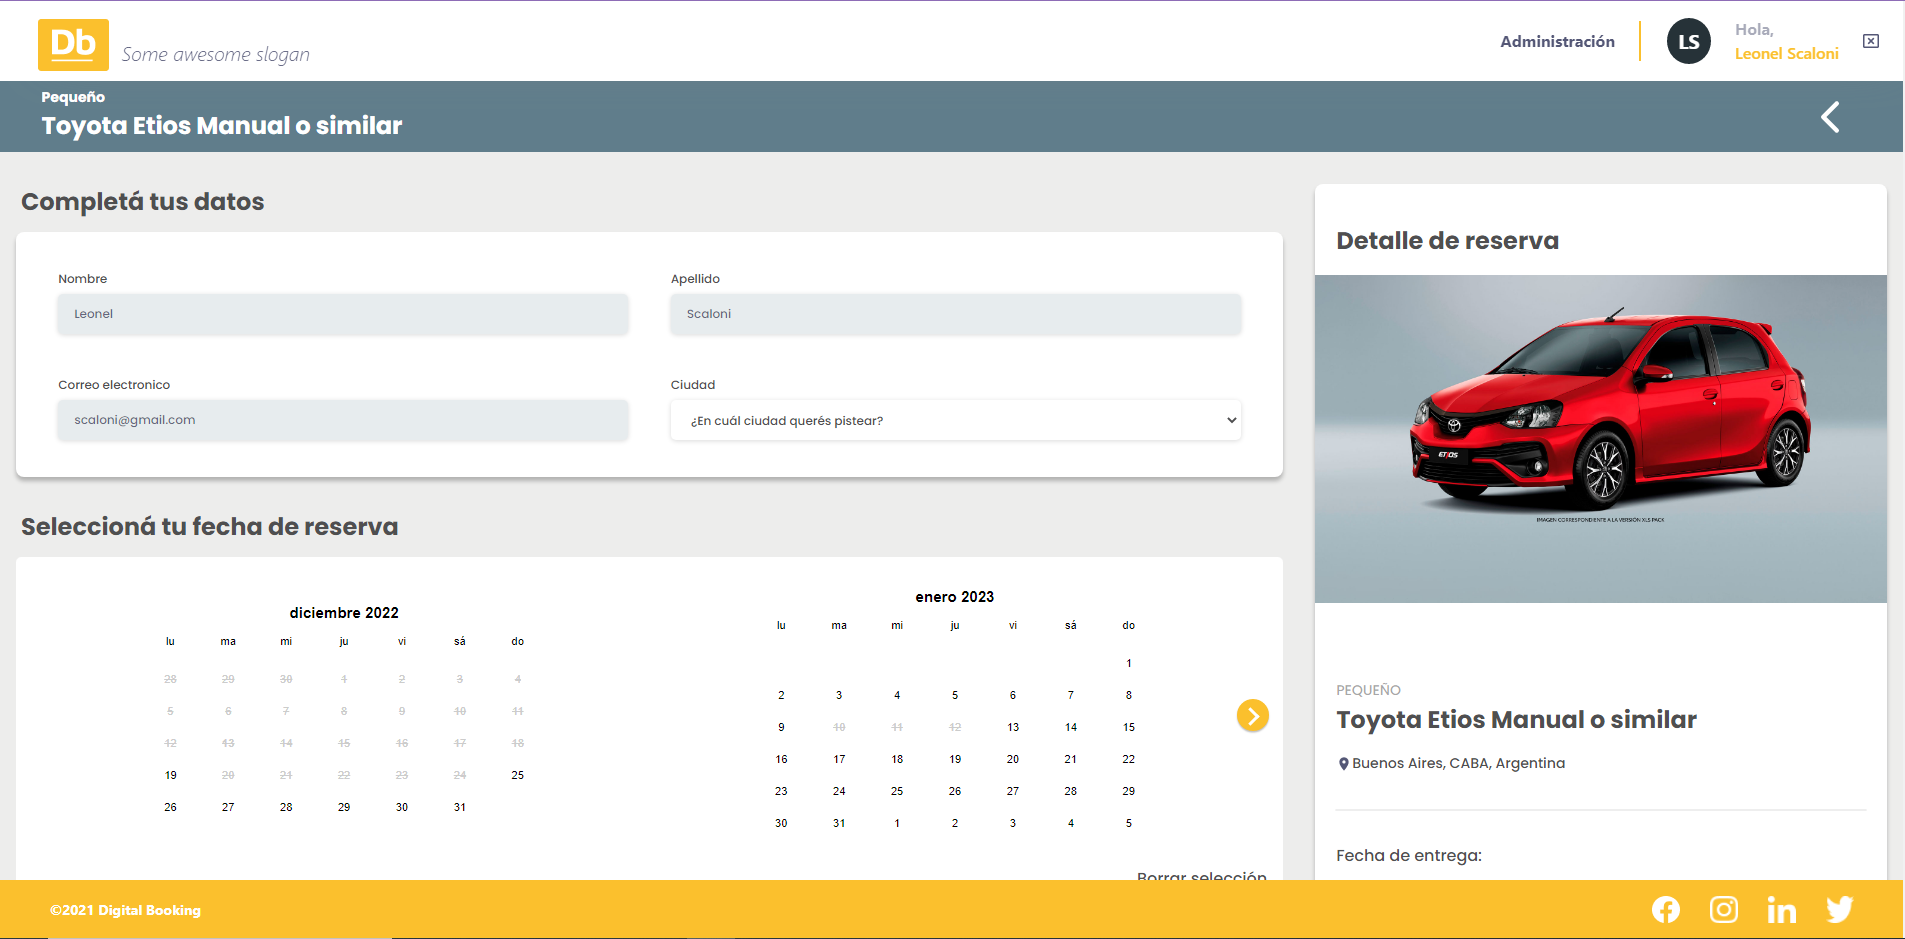 Db
Some awesome slogan
Administración
LS
Hola,
Leonel Scaloni
Pequeño
Toyota Etios Manual o similar
Completá tus datos
Nombre
Leonel
Apellido
Scaloni
Correo electronico
scaloni@gmail.com
Ciudad
¿En cuál ciudad querés pistear?
Seleccioná tu fecha de reserva
diciembre 2022
lu ma mi ju vi sá do
28 29 30 1 2 3 4
5 6 7 8 9 10 11
12 13 14 15 16 17 18
19 20 21 22 23 24 25
26 27 28 29 30 31
enero 2023
lu ma mi ju vi sá do
1
2 3 4 5 6 7 8
9 10 11 12 13 14 15
16 17 18 19 20 21 22
23 24 25 26 27 28 29
30 31 1 2 3 4 5
Borrar selección
Detalle de reserva
ETIOS
IMAGEN CORRESPONDIENTE A LA VERSIÓN XLS PACK
PEQUEÑO
Toyota Etios Manual o similar
Buenos Aires, CABA, Argentina
Fecha de entrega:
©2021 Digital Booking